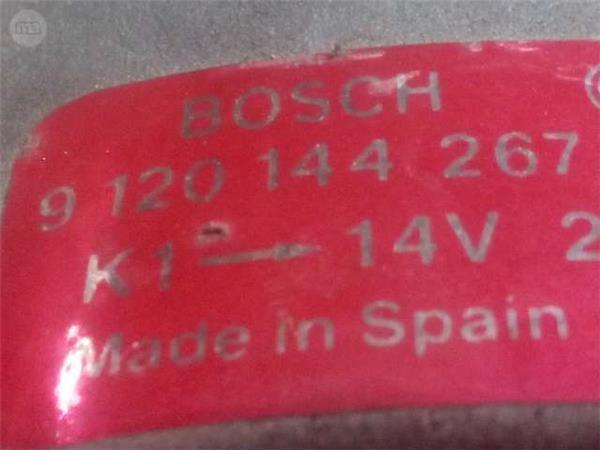 BOSCH
9 120 144 267
K1 → 14V 2
Made in Spain